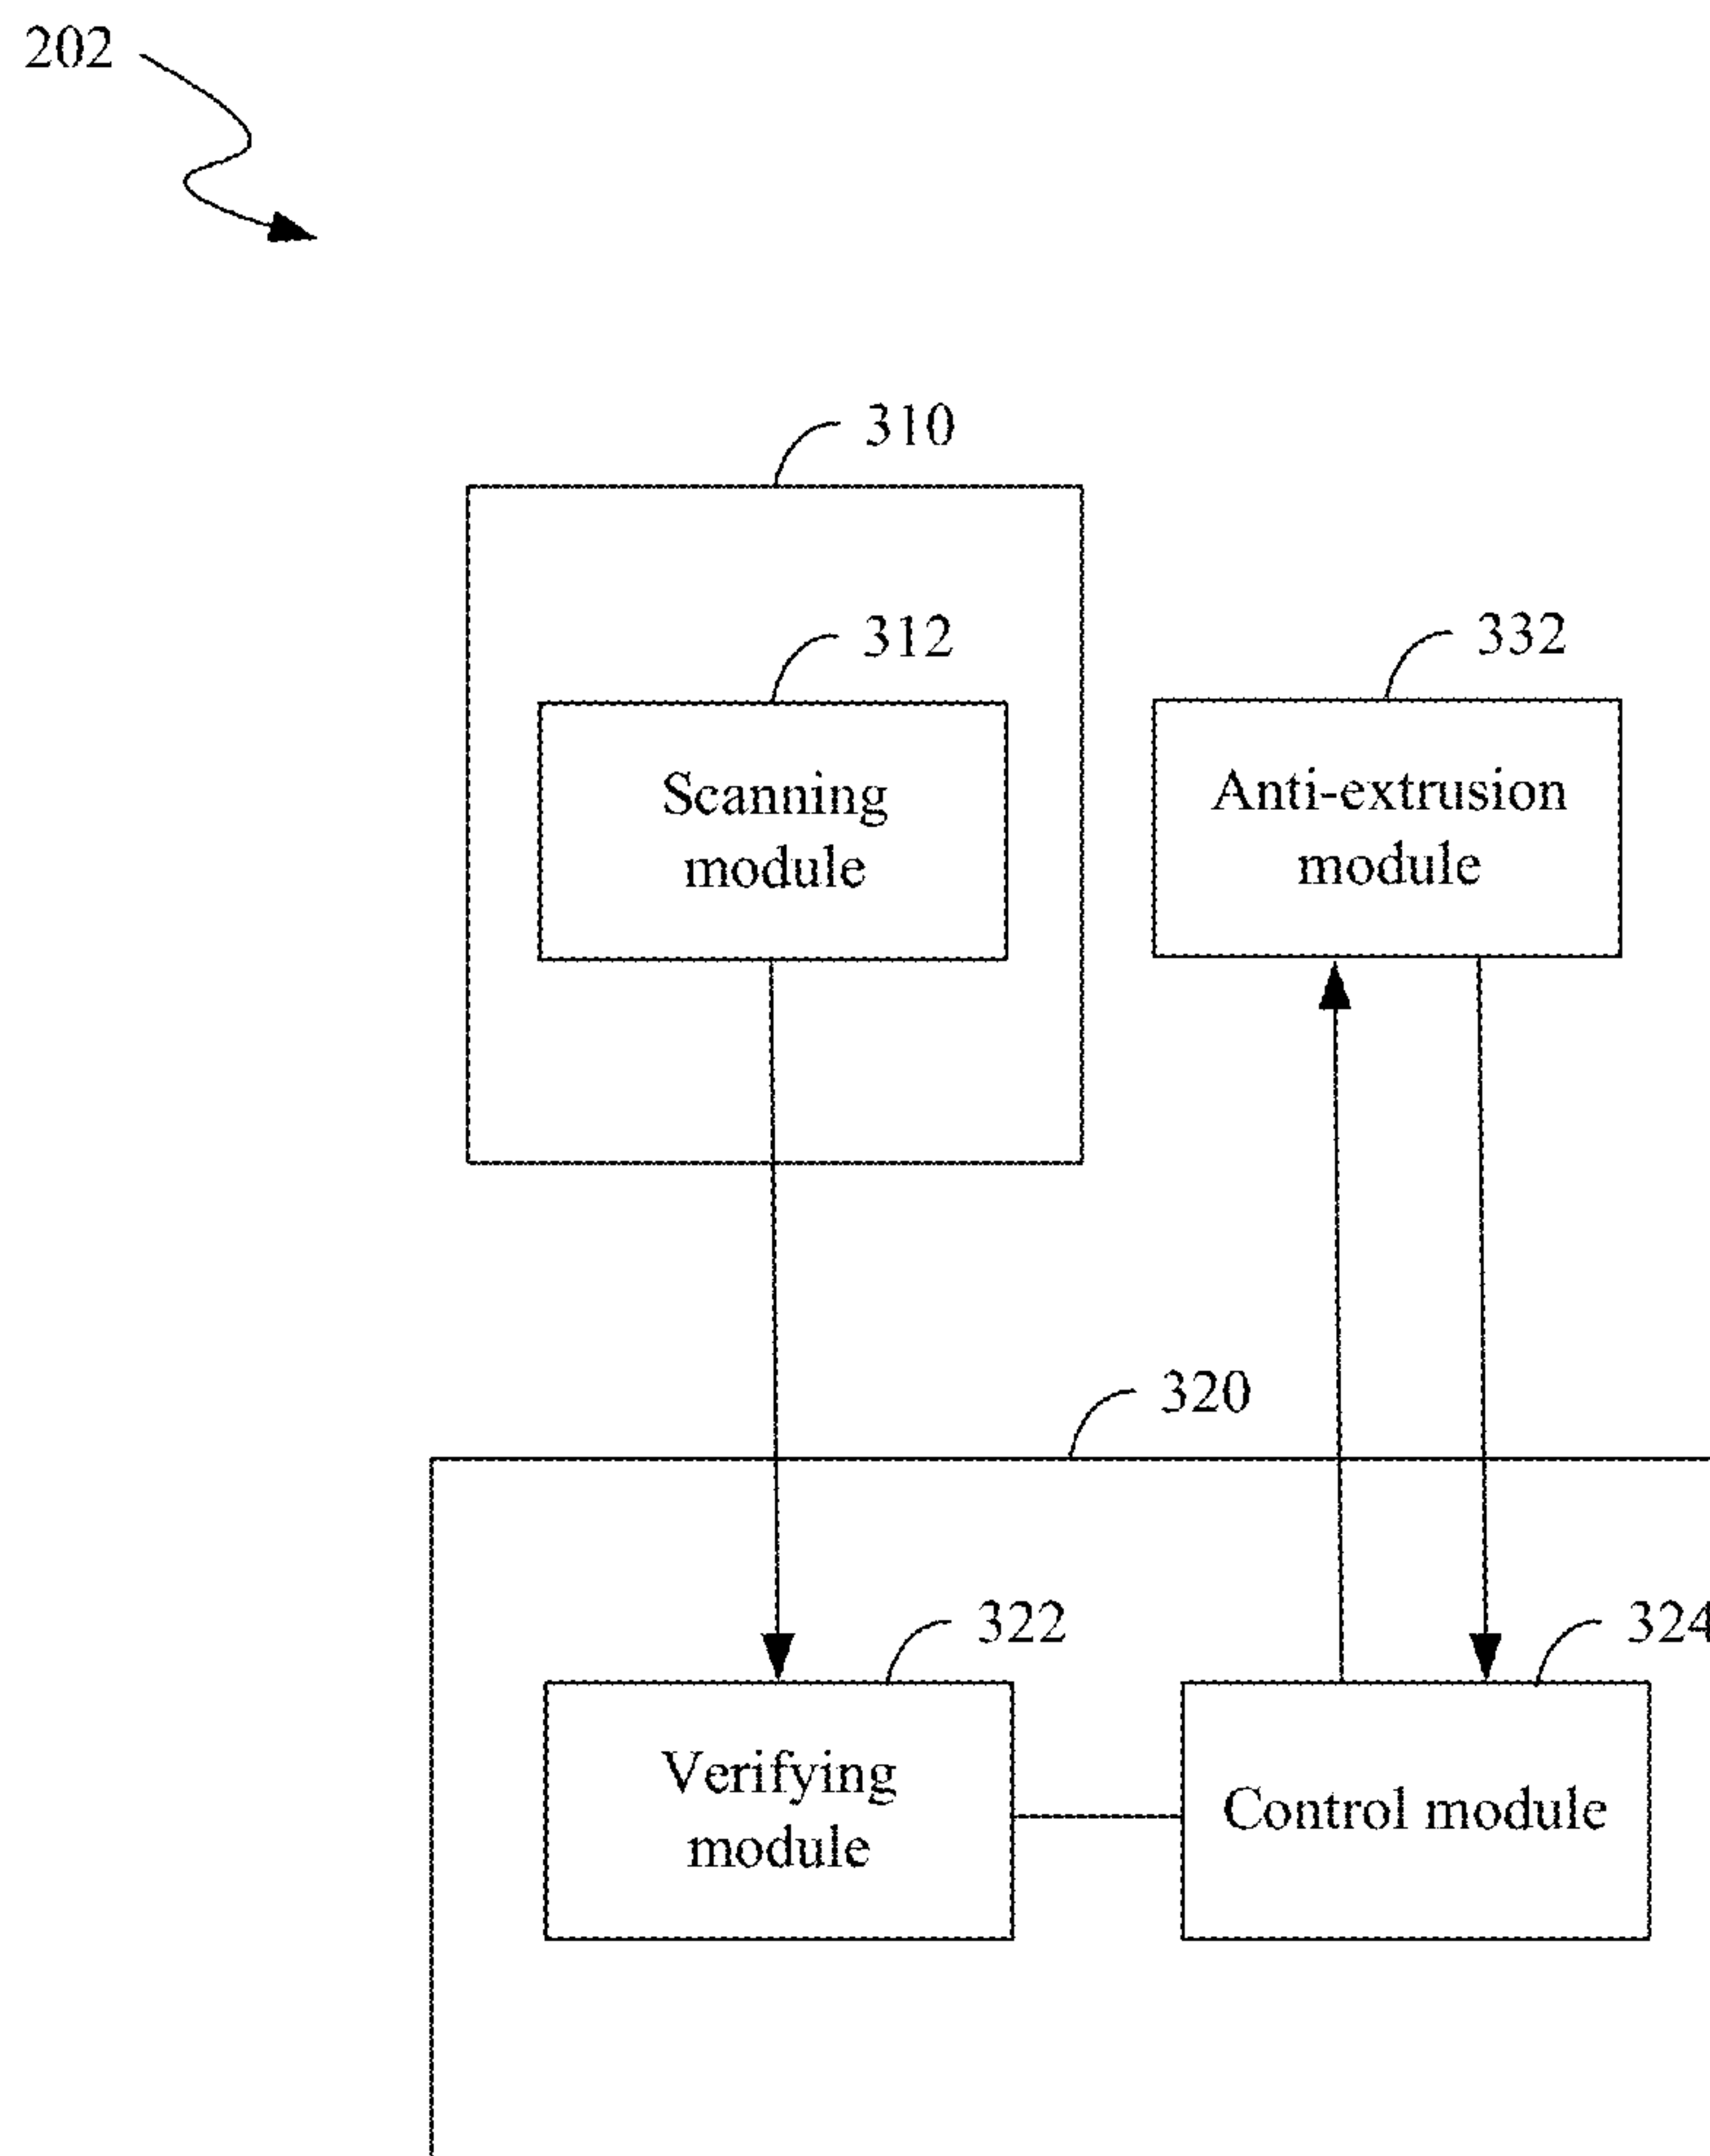 202
310
312
332
Scanning
module
Anti-extrusion
module
320
322
324
Verifying
module
Control module